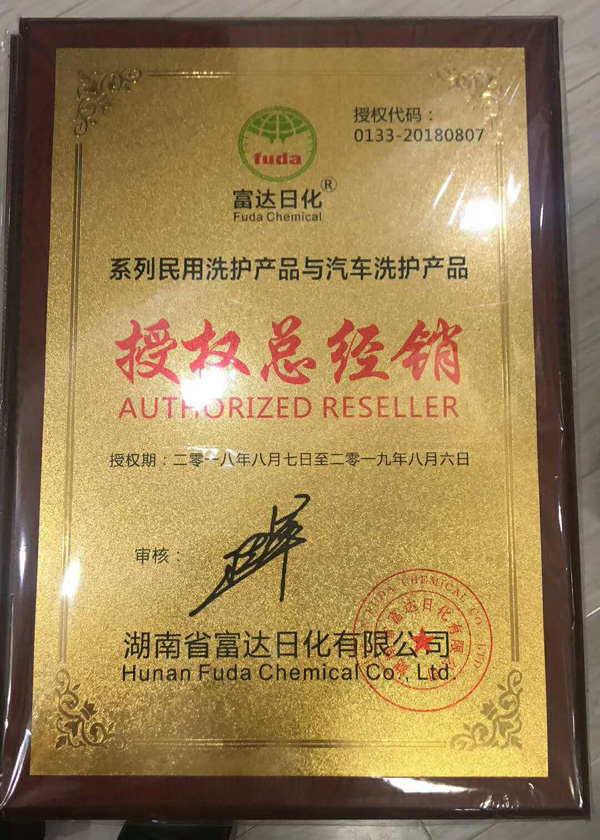 授权代码：
0133-20180807
fuda
富达日化®
Fuda Chemical
系列民用洗护产品与汽车洗护产品
授权总经销
AUTHORIZED RESELLER
授权期：二零一八年八月七日至二零一九年八月六日
审核：
湖南省富达日化有限公司
Hunan Fuda Chemical Co., Ltd.